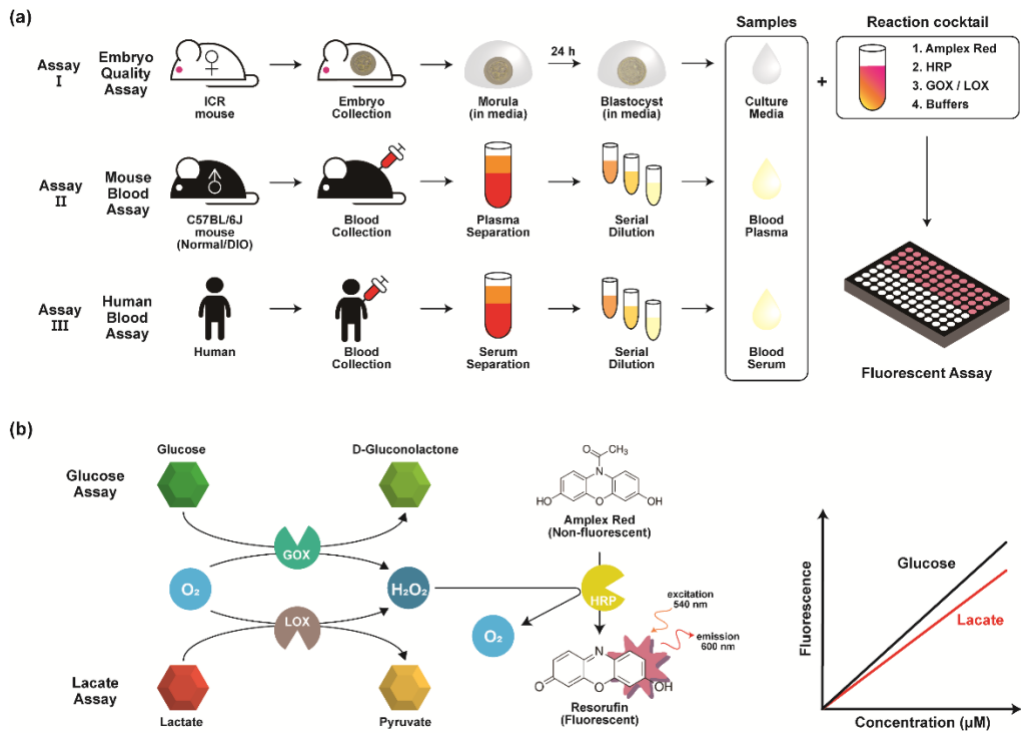 (a)
Assay
I
Embryo
Quality
Assay
ICR
mouse
Embryo
Collection
Morula
(in media)
24 h
Blastocyst
(in media)
Samples
Culture
Media
+
Reaction cocktail
1. Amplex Red
2. HRP
3. GOX / LOX
4. Buffers
Assay
II
Mouse
Blood
Assay
C57BL/6J
mouse
(Normal/DIO)
Blood
Collection
Plasma
Separation
Serial
Dilution
Blood
Plasma
Assay
III
Human
Blood
Assay
Human
Blood
Collection
Serum
Separation
Serial
Dilution
Blood
Serum
Fluorescent Assay
(b)
Glucose
Assay
Glucose
D-Gluconolactone
GOX
O₂
H₂O₂
LOX
Lacate
Assay
Lactate
Pyruvate
O
CH₃
N
HO
O
OH
Amplex Red
(Non-fluorescent)
HRP
O₂
excitation
540 nm
emission
600 nm
N
O
O
OH
Resorufin
(Fluorescent)
Fluorescence
Glucose
Lacate
Concentration (μM)